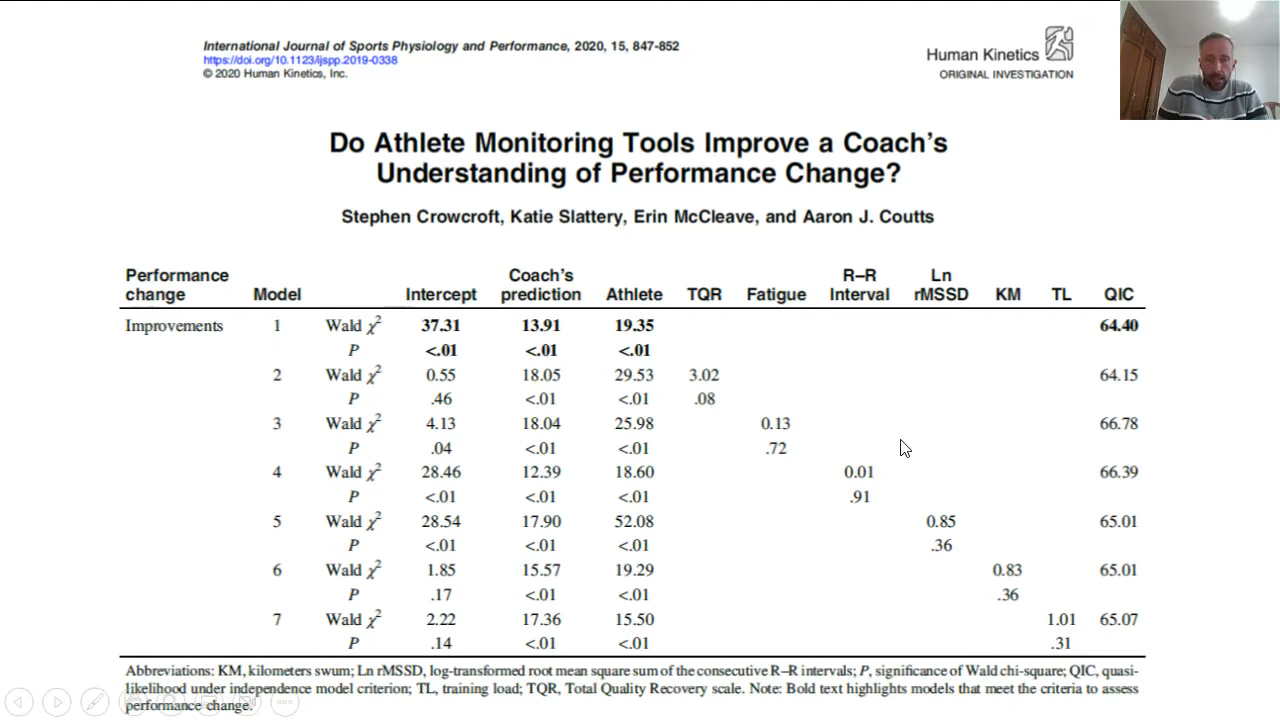 International Journal of Sports Physiology and Performance, 2020, 15, 847-852
https://doi.org/10.1123/ijspp.2019-0338
© 2020 Human Kinetics, Inc.
Human Kinetics
ORIGINAL INVESTIGATION
Do Athlete Monitoring Tools Improve a Coach's
Understanding of Performance Change?
Stephen Crowcroft, Katie Slattery, Erin McCleave, and Aaron J. Coutts
Performance change Model Intercept Coach's prediction Athlete TQR Fatigue R–R Interval Ln rMSSD KM TL QIC
Improvements 1 Wald χ² 37.31 13.91 19.35 64.40
P <.01 <.01 <.01
2 Wald χ² 0.55 18.05 29.53 3.02 64.15
P .46 <.01 <.01 .08
3 Wald χ² 4.13 18.04 25.98 0.13 66.78
P .04 <.01 <.01 .72
4 Wald χ² 28.46 12.39 18.60 0.01 66.39
P <.01 <.01 <.01 .91
5 Wald χ² 28.54 17.90 52.08 0.85 65.01
P <.01 <.01 <.01 .36
6 Wald χ² 1.85 15.57 19.29 0.83 65.01
P .17 <.01 <.01 .36
7 Wald χ² 2.22 17.36 15.50 1.01 65.07
P .14 <.01 <.01 .31
Abbreviations: KM, kilometers swum; Ln rMSSD, log-transformed root mean square sum of the consecutive R–R intervals; P, significance of Wald chi-square; QIC, quasi-
likelihood under independence model criterion; TL, training load; TQR, Total Quality Recovery scale. Note: Bold text highlights models that meet the criteria to assess
performance change.